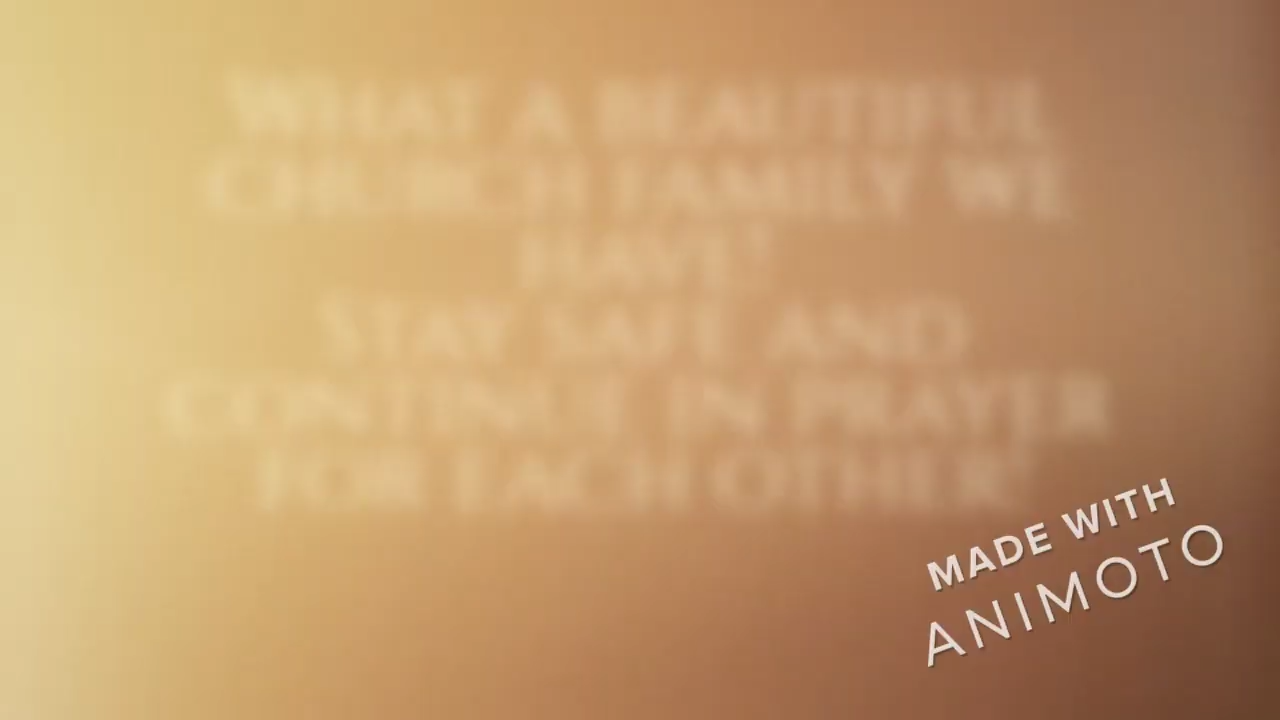 WHAT A BEAUTIFUL
CHURCH FAMILY WE
HAVE!
STAY SAFE AND
CONTINUE IN PRAYER
FOR EACH OTHER!
MADE WITH
ANIMOTO